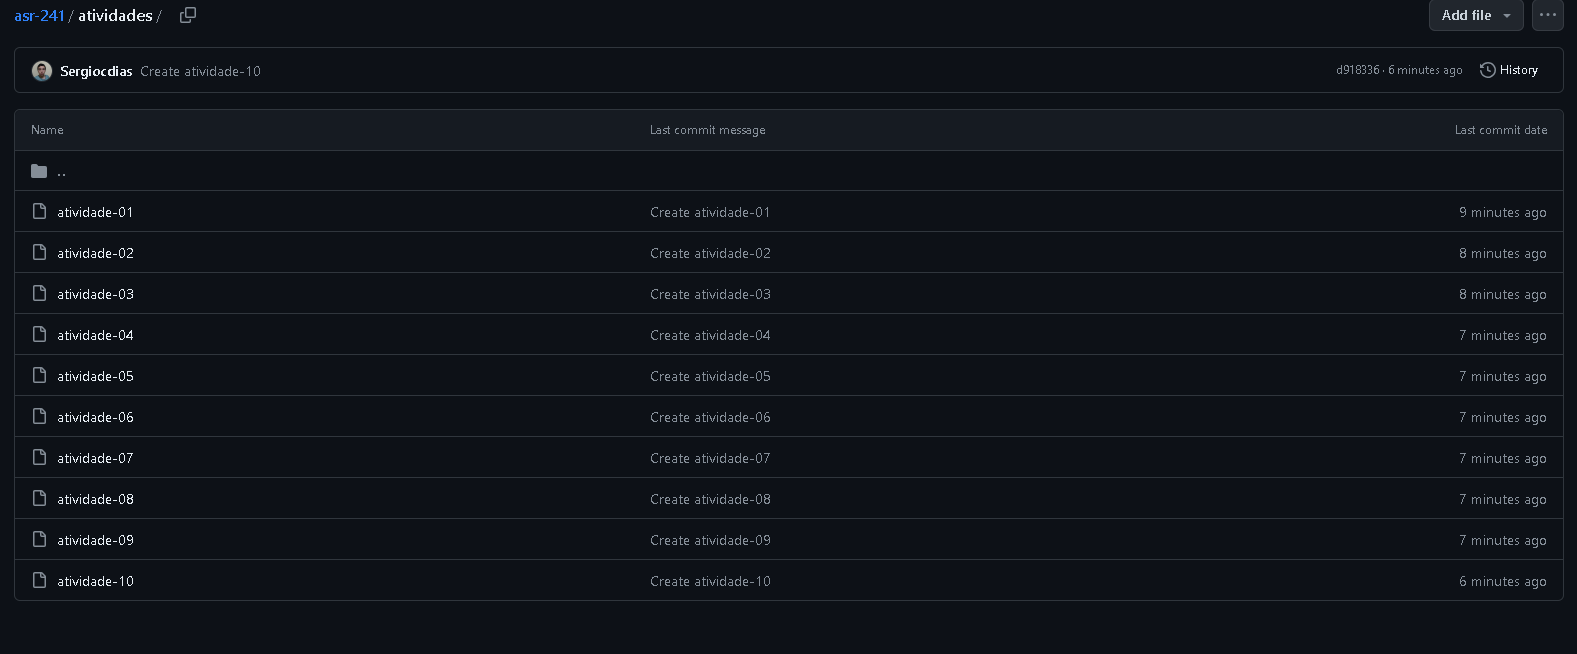 asr-241 / atividades / Add file
Sergiocdias Create atividade-10 d918336 · 6 minutes ago History
Name Last commit message Last commit date
..
atividade-01 Create atividade-01 9 minutes ago
atividade-02 Create atividade-02 8 minutes ago
atividade-03 Create atividade-03 8 minutes ago
atividade-04 Create atividade-04 7 minutes ago
atividade-05 Create atividade-05 7 minutes ago
atividade-06 Create atividade-06 7 minutes ago
atividade-07 Create atividade-07 7 minutes ago
atividade-08 Create atividade-08 7 minutes ago
atividade-09 Create atividade-09 7 minutes ago
atividade-10 Create atividade-10 6 minutes ago